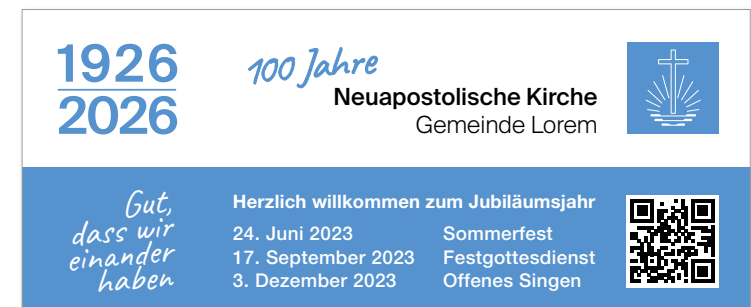 1926
2026
100 Jahre
Neuapostolische Kirche
Gemeinde Lorem
Gut,
dass wir
einander
haben
Herzlich willkommen zum Jubiläumsjahr
24. Juni 2023 Sommerfest
17. September 2023 Festgottesdienst
3. Dezember 2023 Offenes Singen